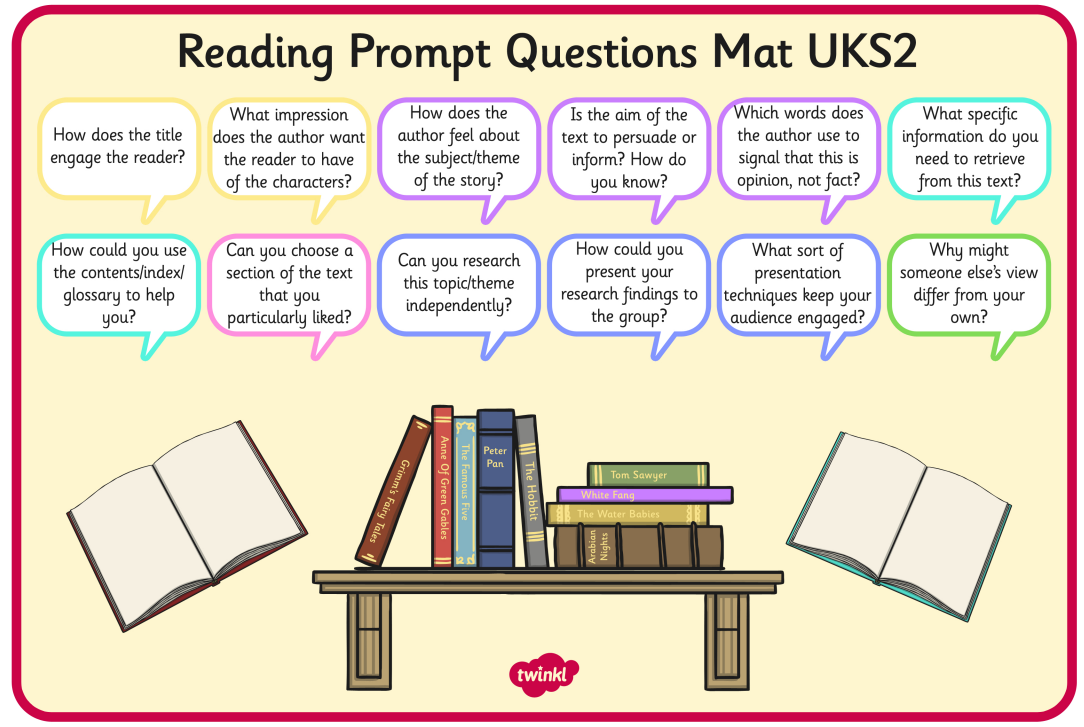 Reading Prompt Questions Mat UKS2
How does the title
engage the reader?
What impression
does the author want
the reader to have
of the characters?
How does the
author feel about
the subject/theme
of the story?
Is the aim of the
text to persuade or
inform? How do
you know?
Which words does
the author use to
signal that this is
opinion, not fact?
What specific
information do you
need to retrieve
from this text?
How could you use
the contents/index/
glossary to help
you?
Can you choose a
section of the text
that you
particularly liked?
Can you research
this topic/theme
independently?
How could you
present your
research findings to
the group?
What sort of
presentation
techniques keep your
audience engaged?
Why might
someone else's view
differ from your
own?
Grimm's Fairy Tales
Anne Of Green Gables
The Famous Five
Peter
Pan
The Hobbit
Tom Sawyer
White Fang
The Water Babies
Arabian
Nights
twinkl